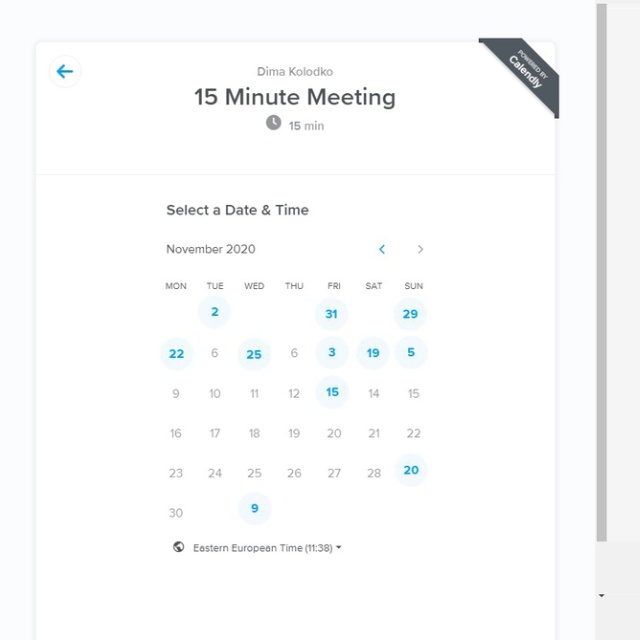 POWERED BY
Calendly
Dima Kolodko
15 Minute Meeting
15 min
Select a Date & Time
November 2020
MON TUE WED THU FRI SAT SUN
2 31 29
22 6 25 6 3 19 5
9 10 11 12 15 14 15
16 17 18 19 20 21 22
23 24 25 26 27 28 20
30 9
Eastern European Time (11:38)